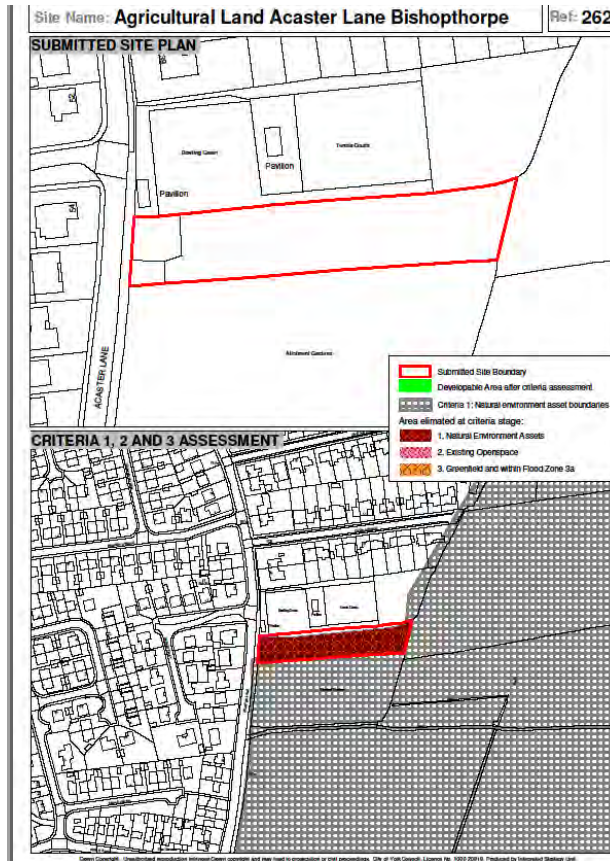 Site Name: Agricultural Land Acaster Lane Bishopthorpe
Ref: 262
SUBMITTED SITE PLAN
Bowling Green
Pavilion
Tennis Courts
Pavilion
54
Allotment Gardens
ACASTER LANE
Submitted Site Boundary
Developable Area after criteria assessment
Criteria 1: Natural environment asset boundaries
Area elimated at criteria stage:
1. Natural Environment Assets
2. Existing Openspace
3. Greenfield and within Flood Zone 3a
CRITERIA 1, 2 AND 3 ASSESSMENT